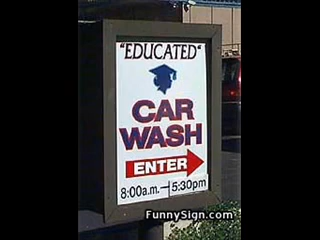 "EDUCATED"
CAR
WASH
ENTER
8:00a.m.—5:30pm
FunnySign.com